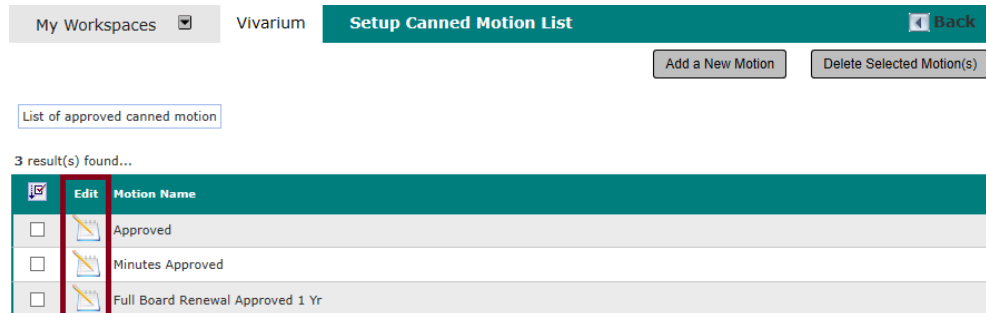 My Workspaces Vivarium Setup Canned Motion List Back
Add a New Motion Delete Selected Motion(s)
List of approved canned motion
3 result(s) found...
Edit Motion Name
Approved
Minutes Approved
Full Board Renewal Approved 1 Yr